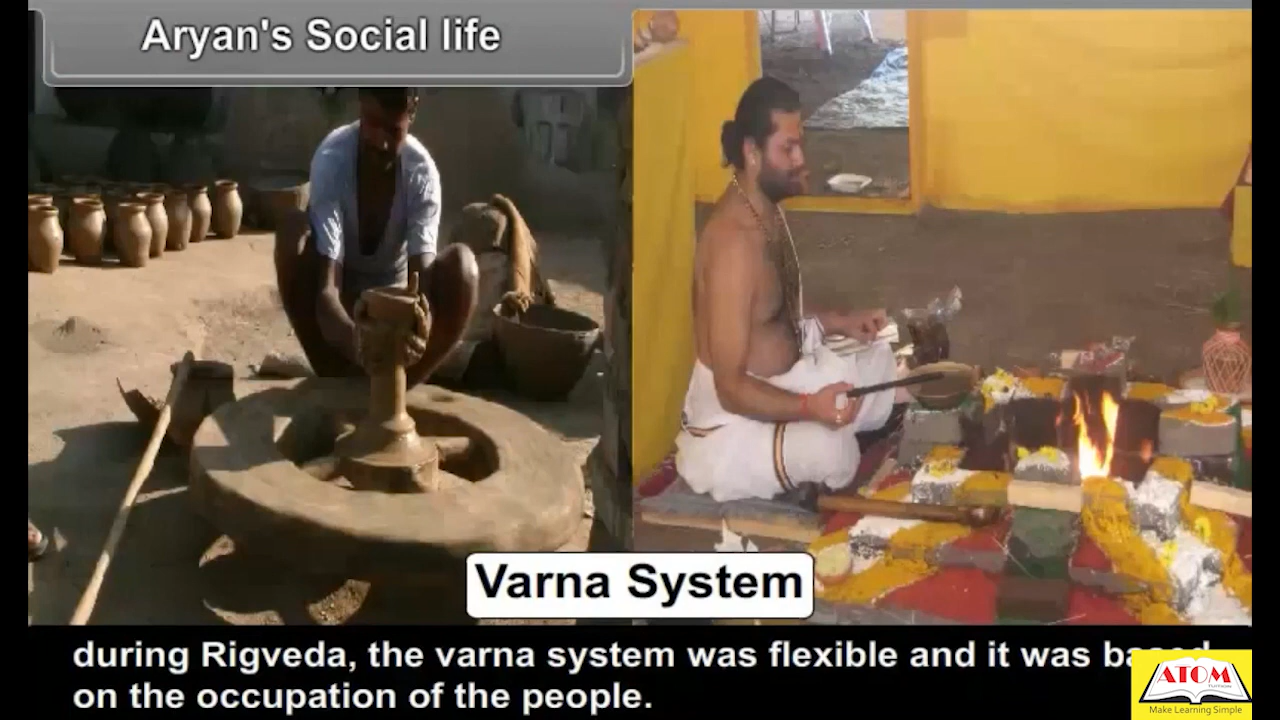 Aryan's Social life
Varna System
during Rigveda, the varna system was flexible and it was based
on the occupation of the people.
ATOM
Make Learning Simple